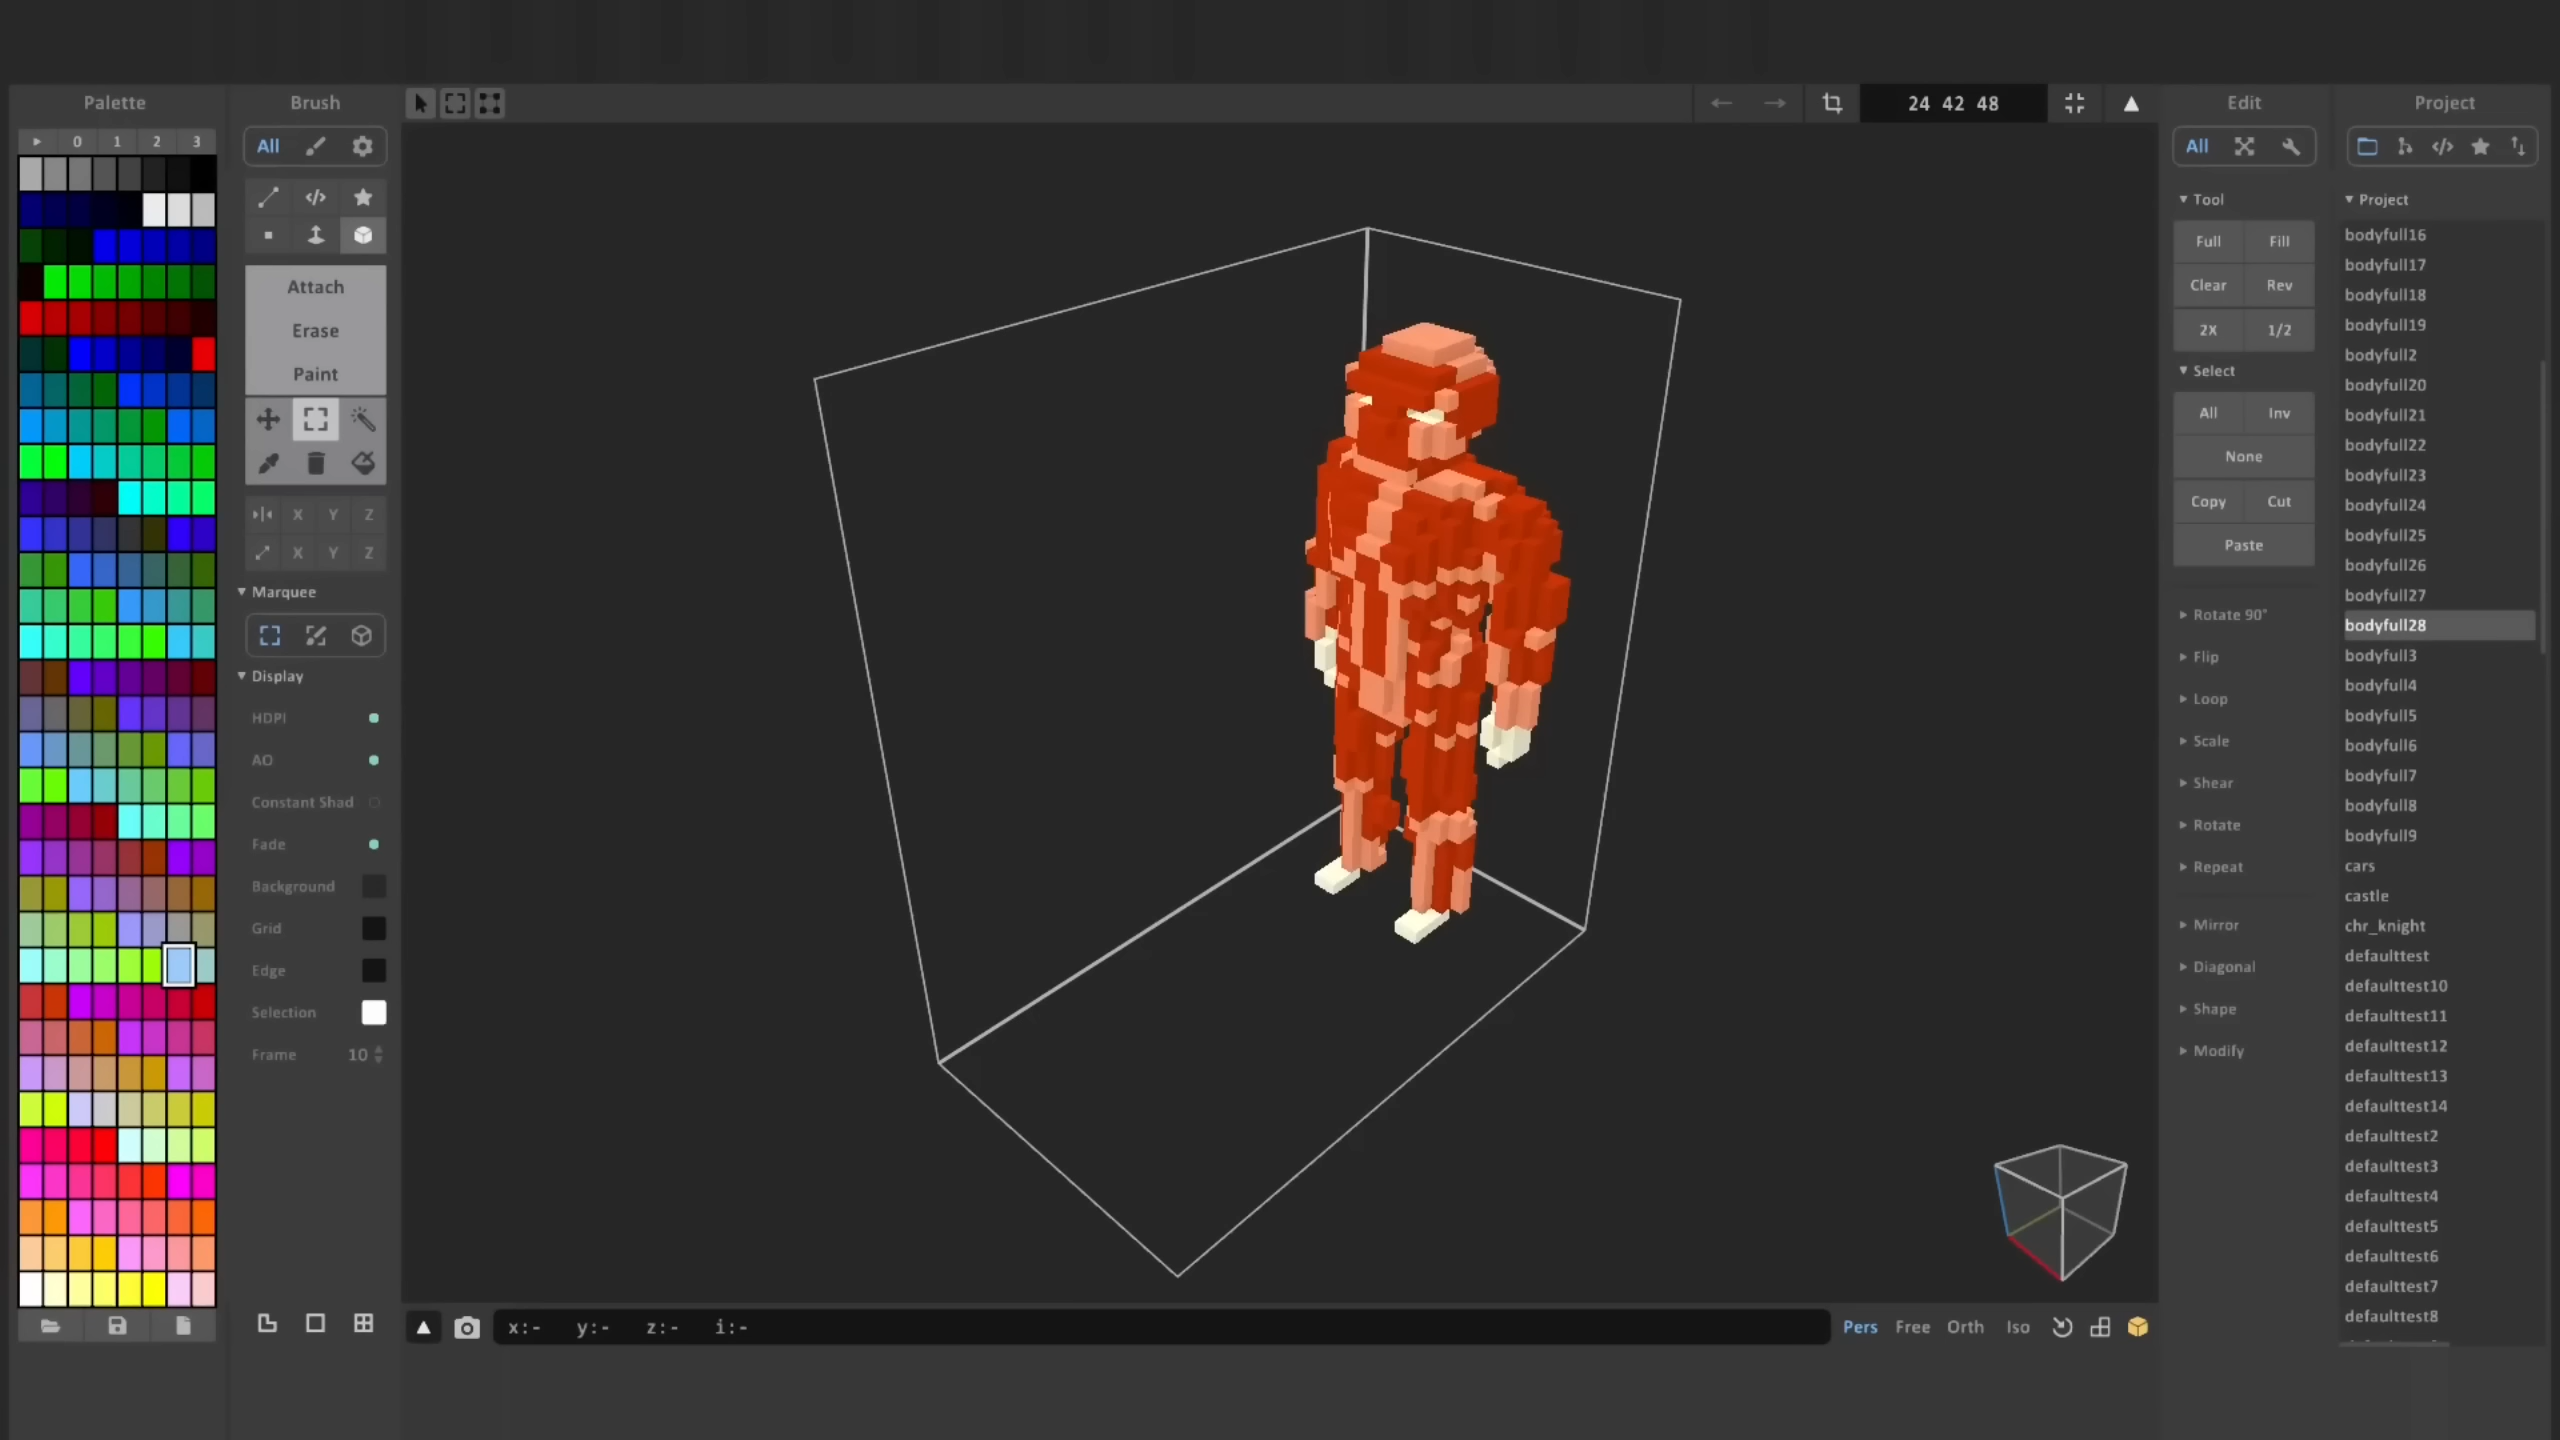 Palette
0 1 2 3
Brush
All
Attach
Erase
Paint
X Y Z
X Y Z
Marquee
Display
HDPI
AO
Constant Shad
Fade
Background
Grid
Edge
Selection
Frame 10
24 42 48
x:- y:- z:- i:-
Pers Free Orth Iso
Edit
All
Tool
Full Fill
Clear Rev
2X 1/2
Select
All Inv
None
Copy Cut
Paste
Rotate 90°
Flip
Loop
Scale
Shear
Rotate
Repeat
Mirror
Diagonal
Shape
Modify
Project
Project
bodyfull16
bodyfull17
bodyfull18
bodyfull19
bodyfull2
bodyfull20
bodyfull21
bodyfull22
bodyfull23
bodyfull24
bodyfull25
bodyfull26
bodyfull27
bodyfull28
bodyfull3
bodyfull4
bodyfull5
bodyfull6
bodyfull7
bodyfull8
bodyfull9
cars
castle
chr_knight
defaulttest
defaulttest10
defaulttest11
defaulttest12
defaulttest13
defaulttest14
defaulttest2
defaulttest3
defaulttest4
defaulttest5
defaulttest6
defaulttest7
defaulttest8